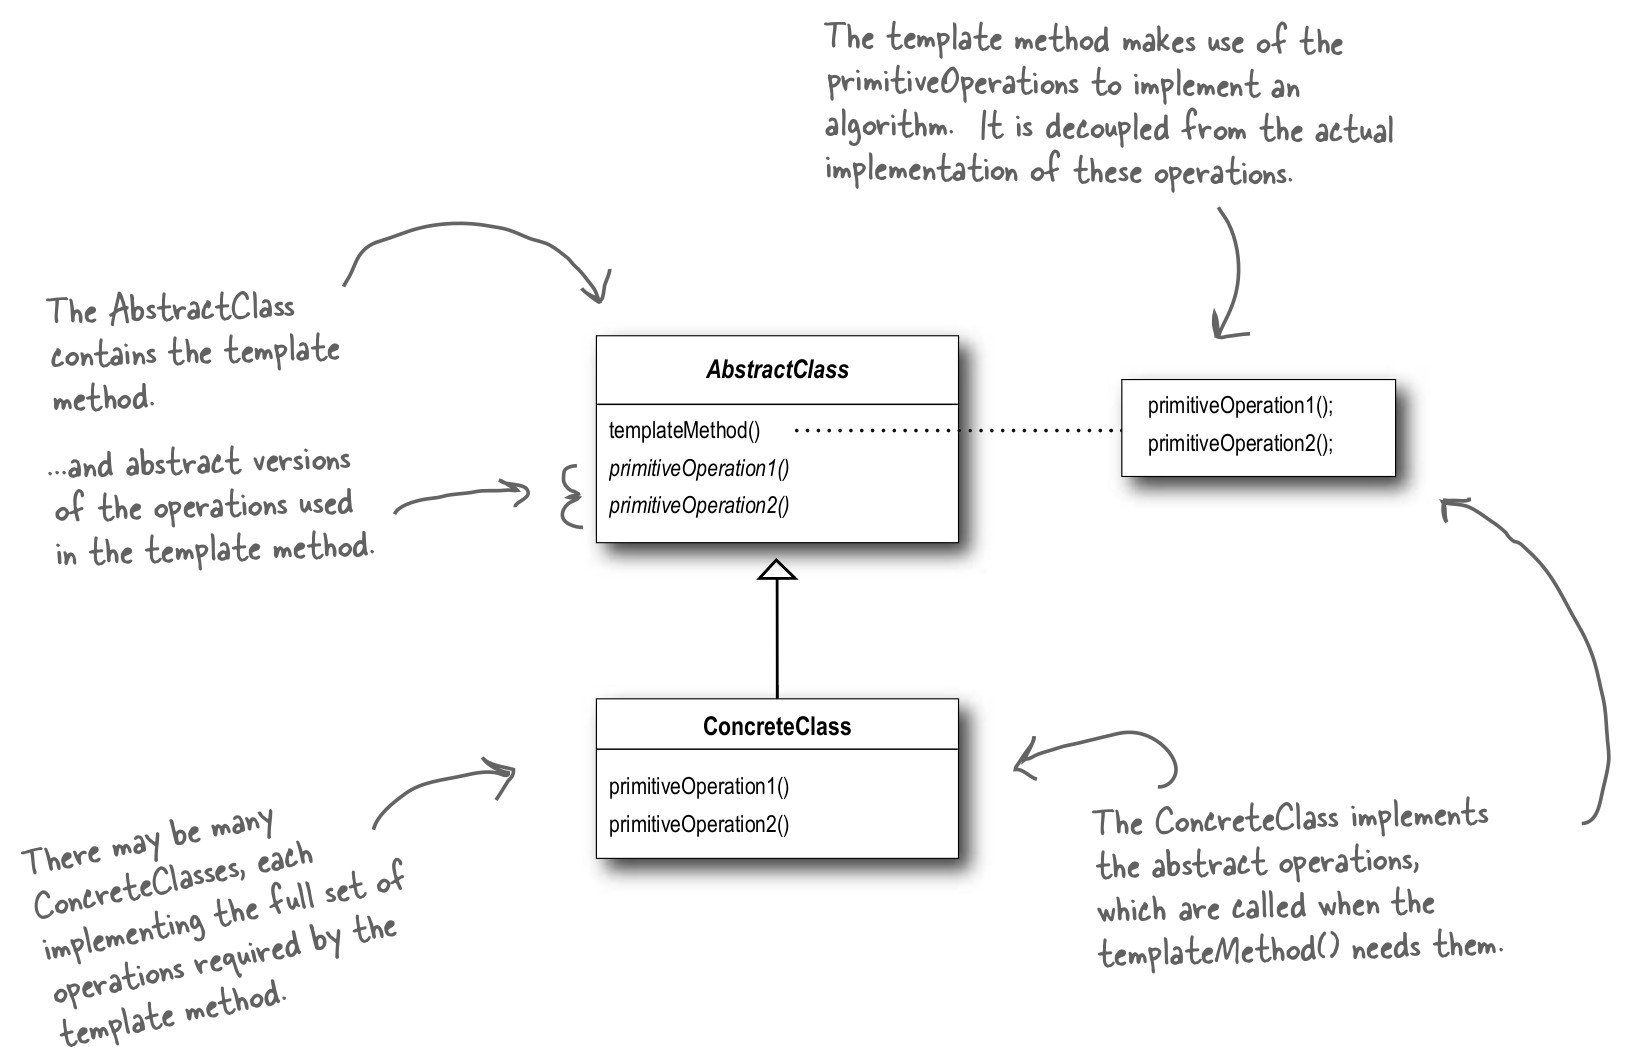 The template method makes use of the
primitiveOperations to implement an
algorithm. It is decoupled from the actual
implementation of these operations.
The AbstractClass
contains the template
method.
...and abstract versions
of the operations used
in the template method.
AbstractClass
templateMethod()
primitiveOperation1()
primitiveOperation2()
primitiveOperation1();
primitiveOperation2();
ConcreteClass
primitiveOperation1()
primitiveOperation2()
There may be many
ConcreteClasses, each
implementing the full set of
operations required by the
template method.
The ConcreteClass implements
the abstract operations,
which are called when the
templateMethod() needs them.